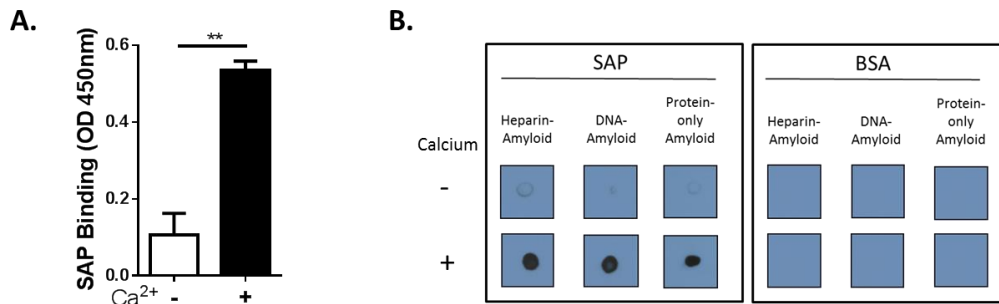 A.
SAP Binding (OD 450nm)
0.6
0.4
0.2
0.0
**
Ca2+ - +
B.
SAP
Heparin-
Amyloid
DNA-
Amyloid
Protein-
only
Amyloid
BSA
Heparin-
Amyloid
DNA-
Amyloid
Protein-
only
Amyloid
Calcium
-
+